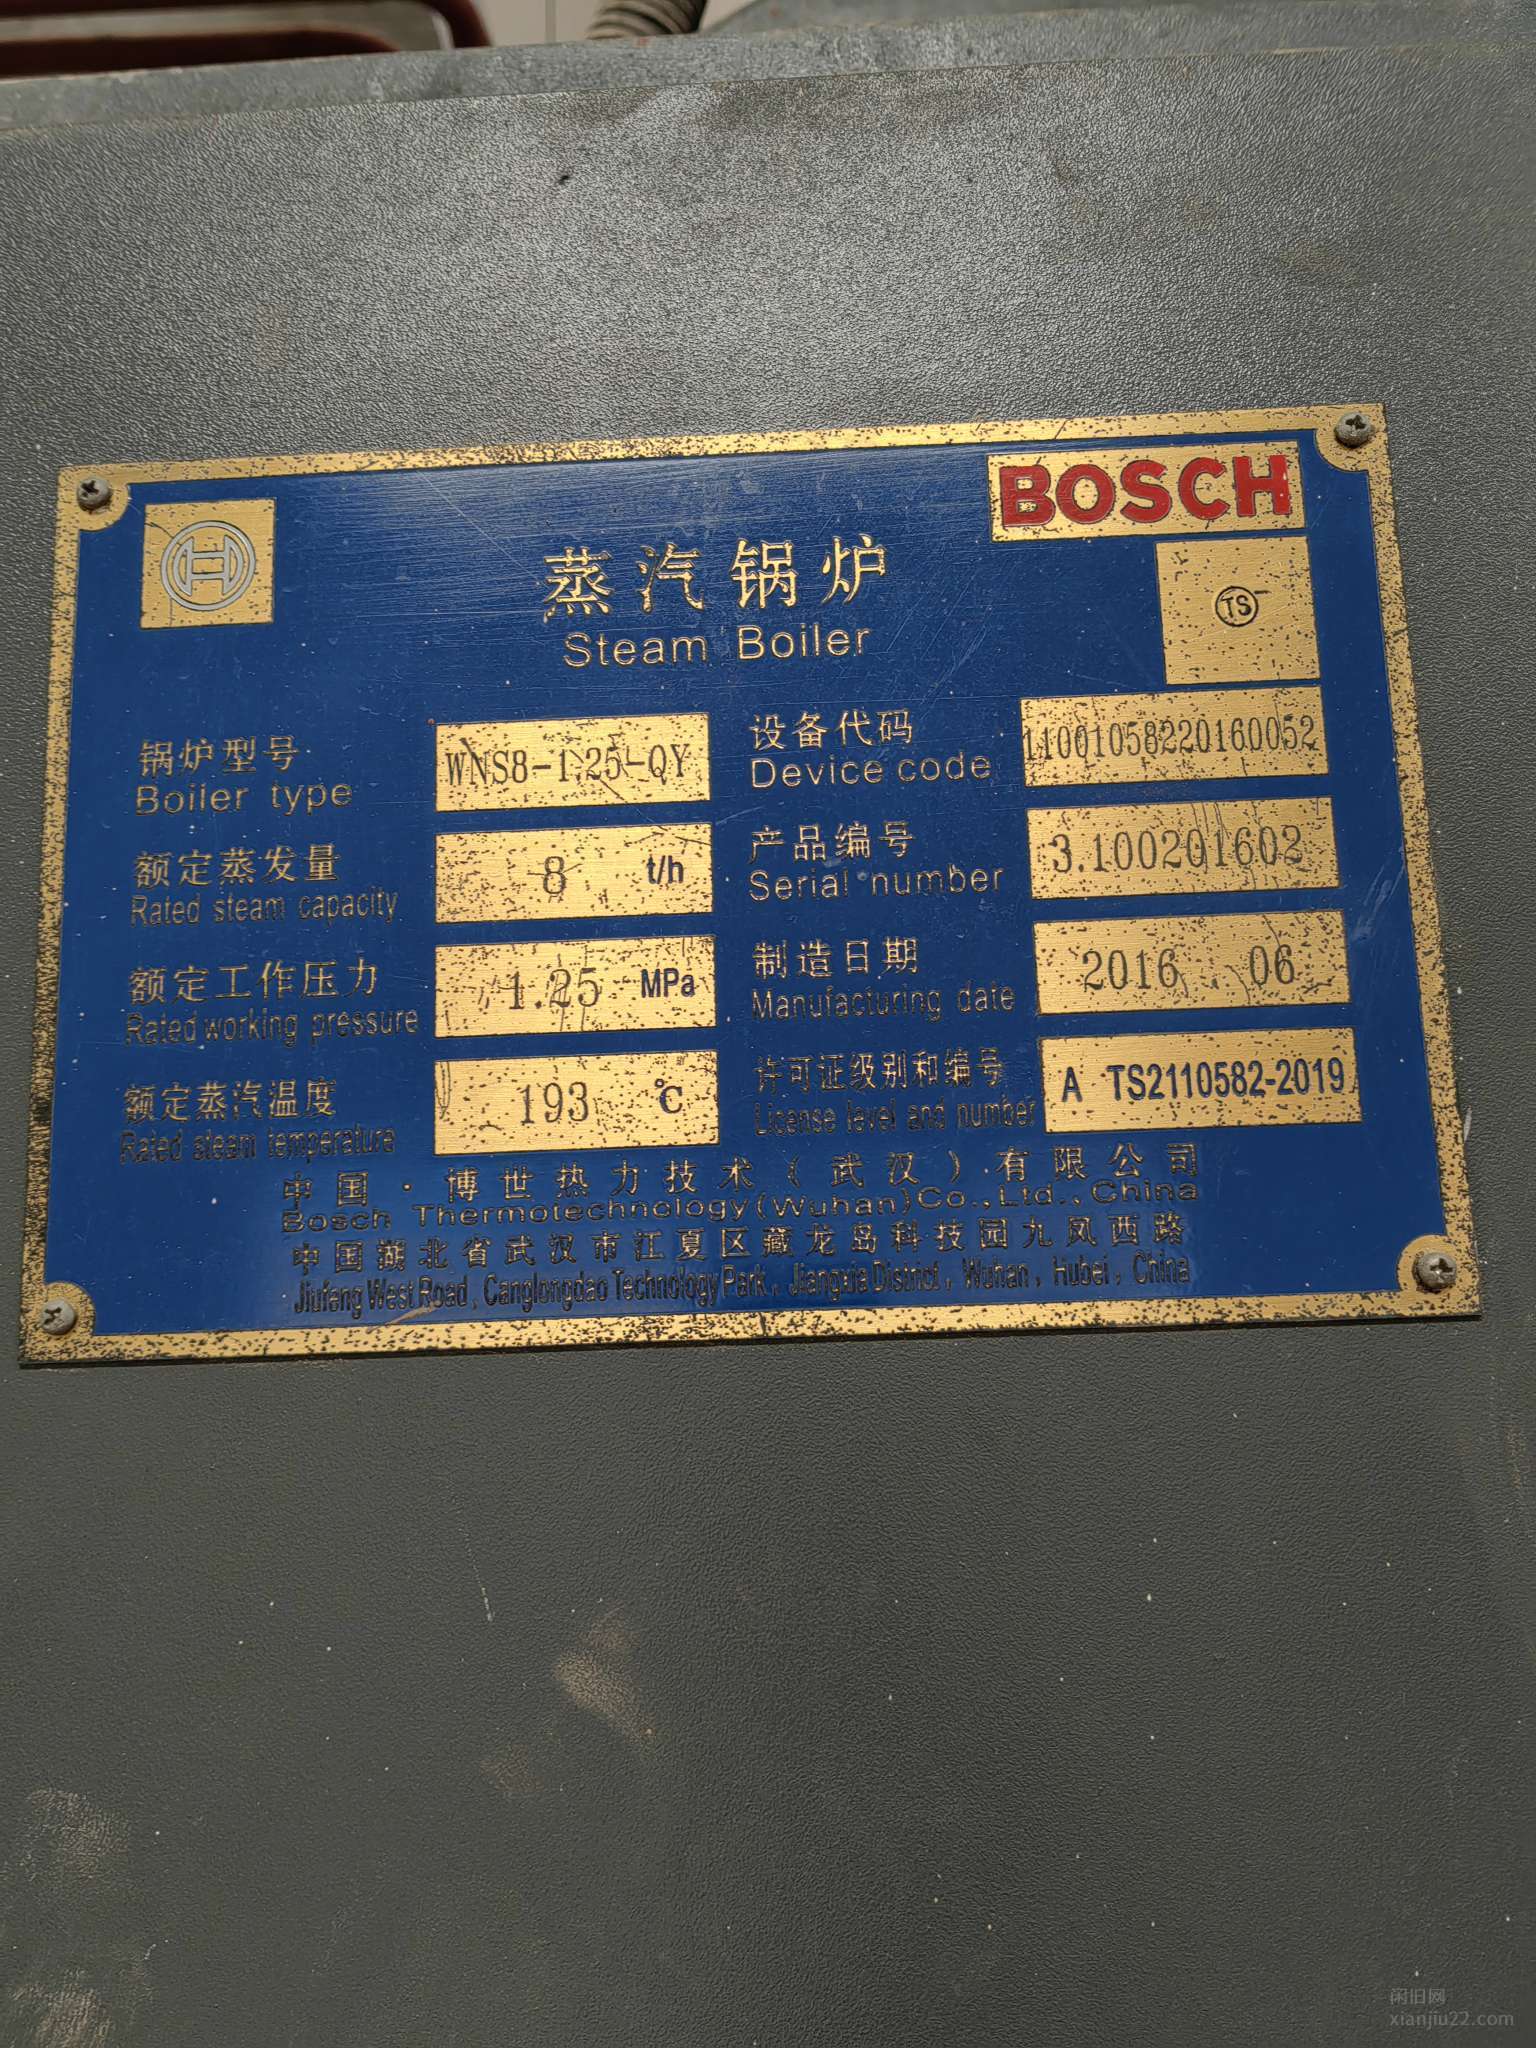 BOSCH
蒸汽锅炉
Steam Boiler
TS
锅炉型号 WNS8-1.25-QY 设备代码 11001058220160052
Boiler type Device code
额定蒸发量 8 t/h 产品编号 3.100201602
Rated steam capacity Serial number
额定工作压力 1.25 MPa 制造日期 2016 06
Rated working pressure Manufacturing date
额定蒸汽温度 193 ℃ 许可证级别和编号 A TS2110582-2019
Rated steam temperature License level and number
中国·博世热力技术(武汉)有限公司
Bosch Thermotechnology(Wuhan)Co.,Ltd.,China
中国湖北省武汉市江夏区藏龙岛科技园九凤西路
Jiufeng West Road, Canglongdao Technology Park, Jiangxia District, Wuhan, Hubei, China
闲旧网
xianjiu22.com